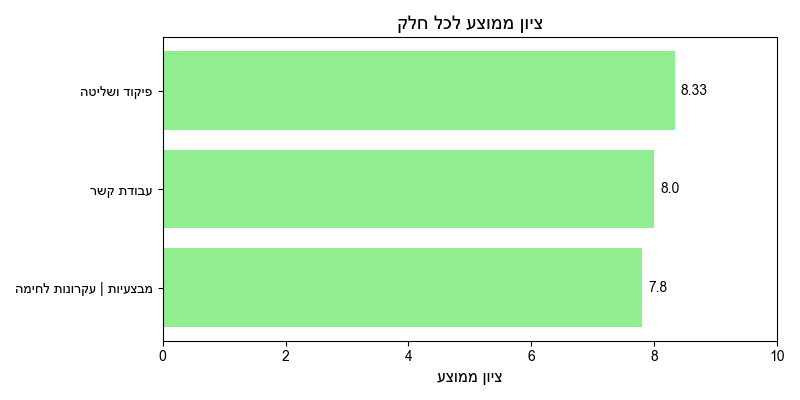 ציון ממוצע לכל חלק
פיקוד ושליטה
8.33
עבודת קשר
8.0
מבצעיות | עקרונות לחימה
7.8
0 2 4 6 8 10
ציון ממוצע